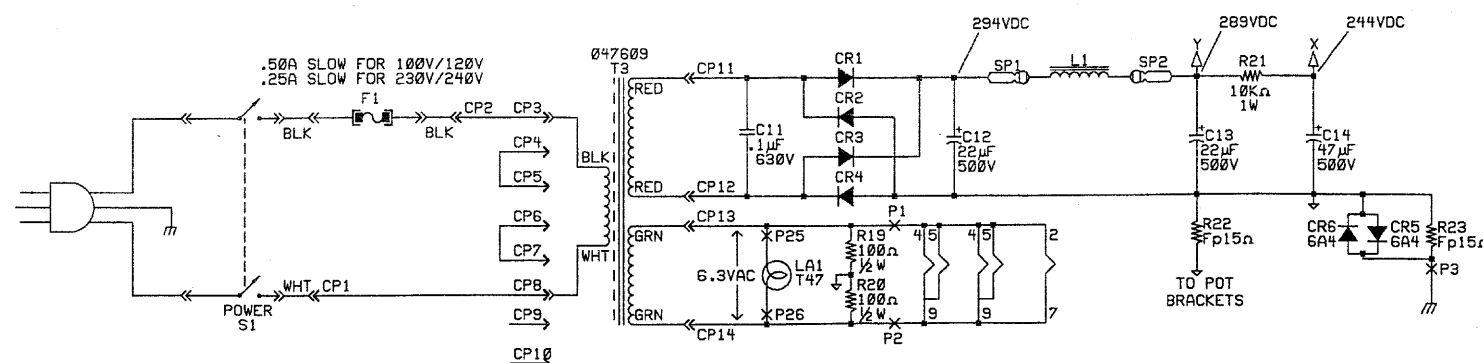 .50A SLOW FOR 100V/120V
.25A SLOW FOR 230V/240V
F1
BLK
BLK
CP2
CP3
CP4
CP5
CP6
CP7
CP8
CP9
CP10
WHT
CP1
POWER
S1
047609
T3
BLK
WHT
RED
RED
GRN
GRN
CP11
CP12
CP13
CP14
C11
.1µF
630V
CR1
CR2
CR3
CR4
294VDC
C12
22µF
500V
SP1
L1
SP2
Y
289VDC
R21
10KΩ
1W
X
244VDC
C13
22µF
500V
C14
47µF
500V
6.3VAC
P25
LA1
T47
P26
R19
100Ω
½W
R20
100Ω
½W
P1
P2
4
5
9
4
5
9
2
7
R22
Fp15Ω
TO POT
BRACKETS
CR6
6A4
CR5
6A4
R23
Fp15Ω
P3